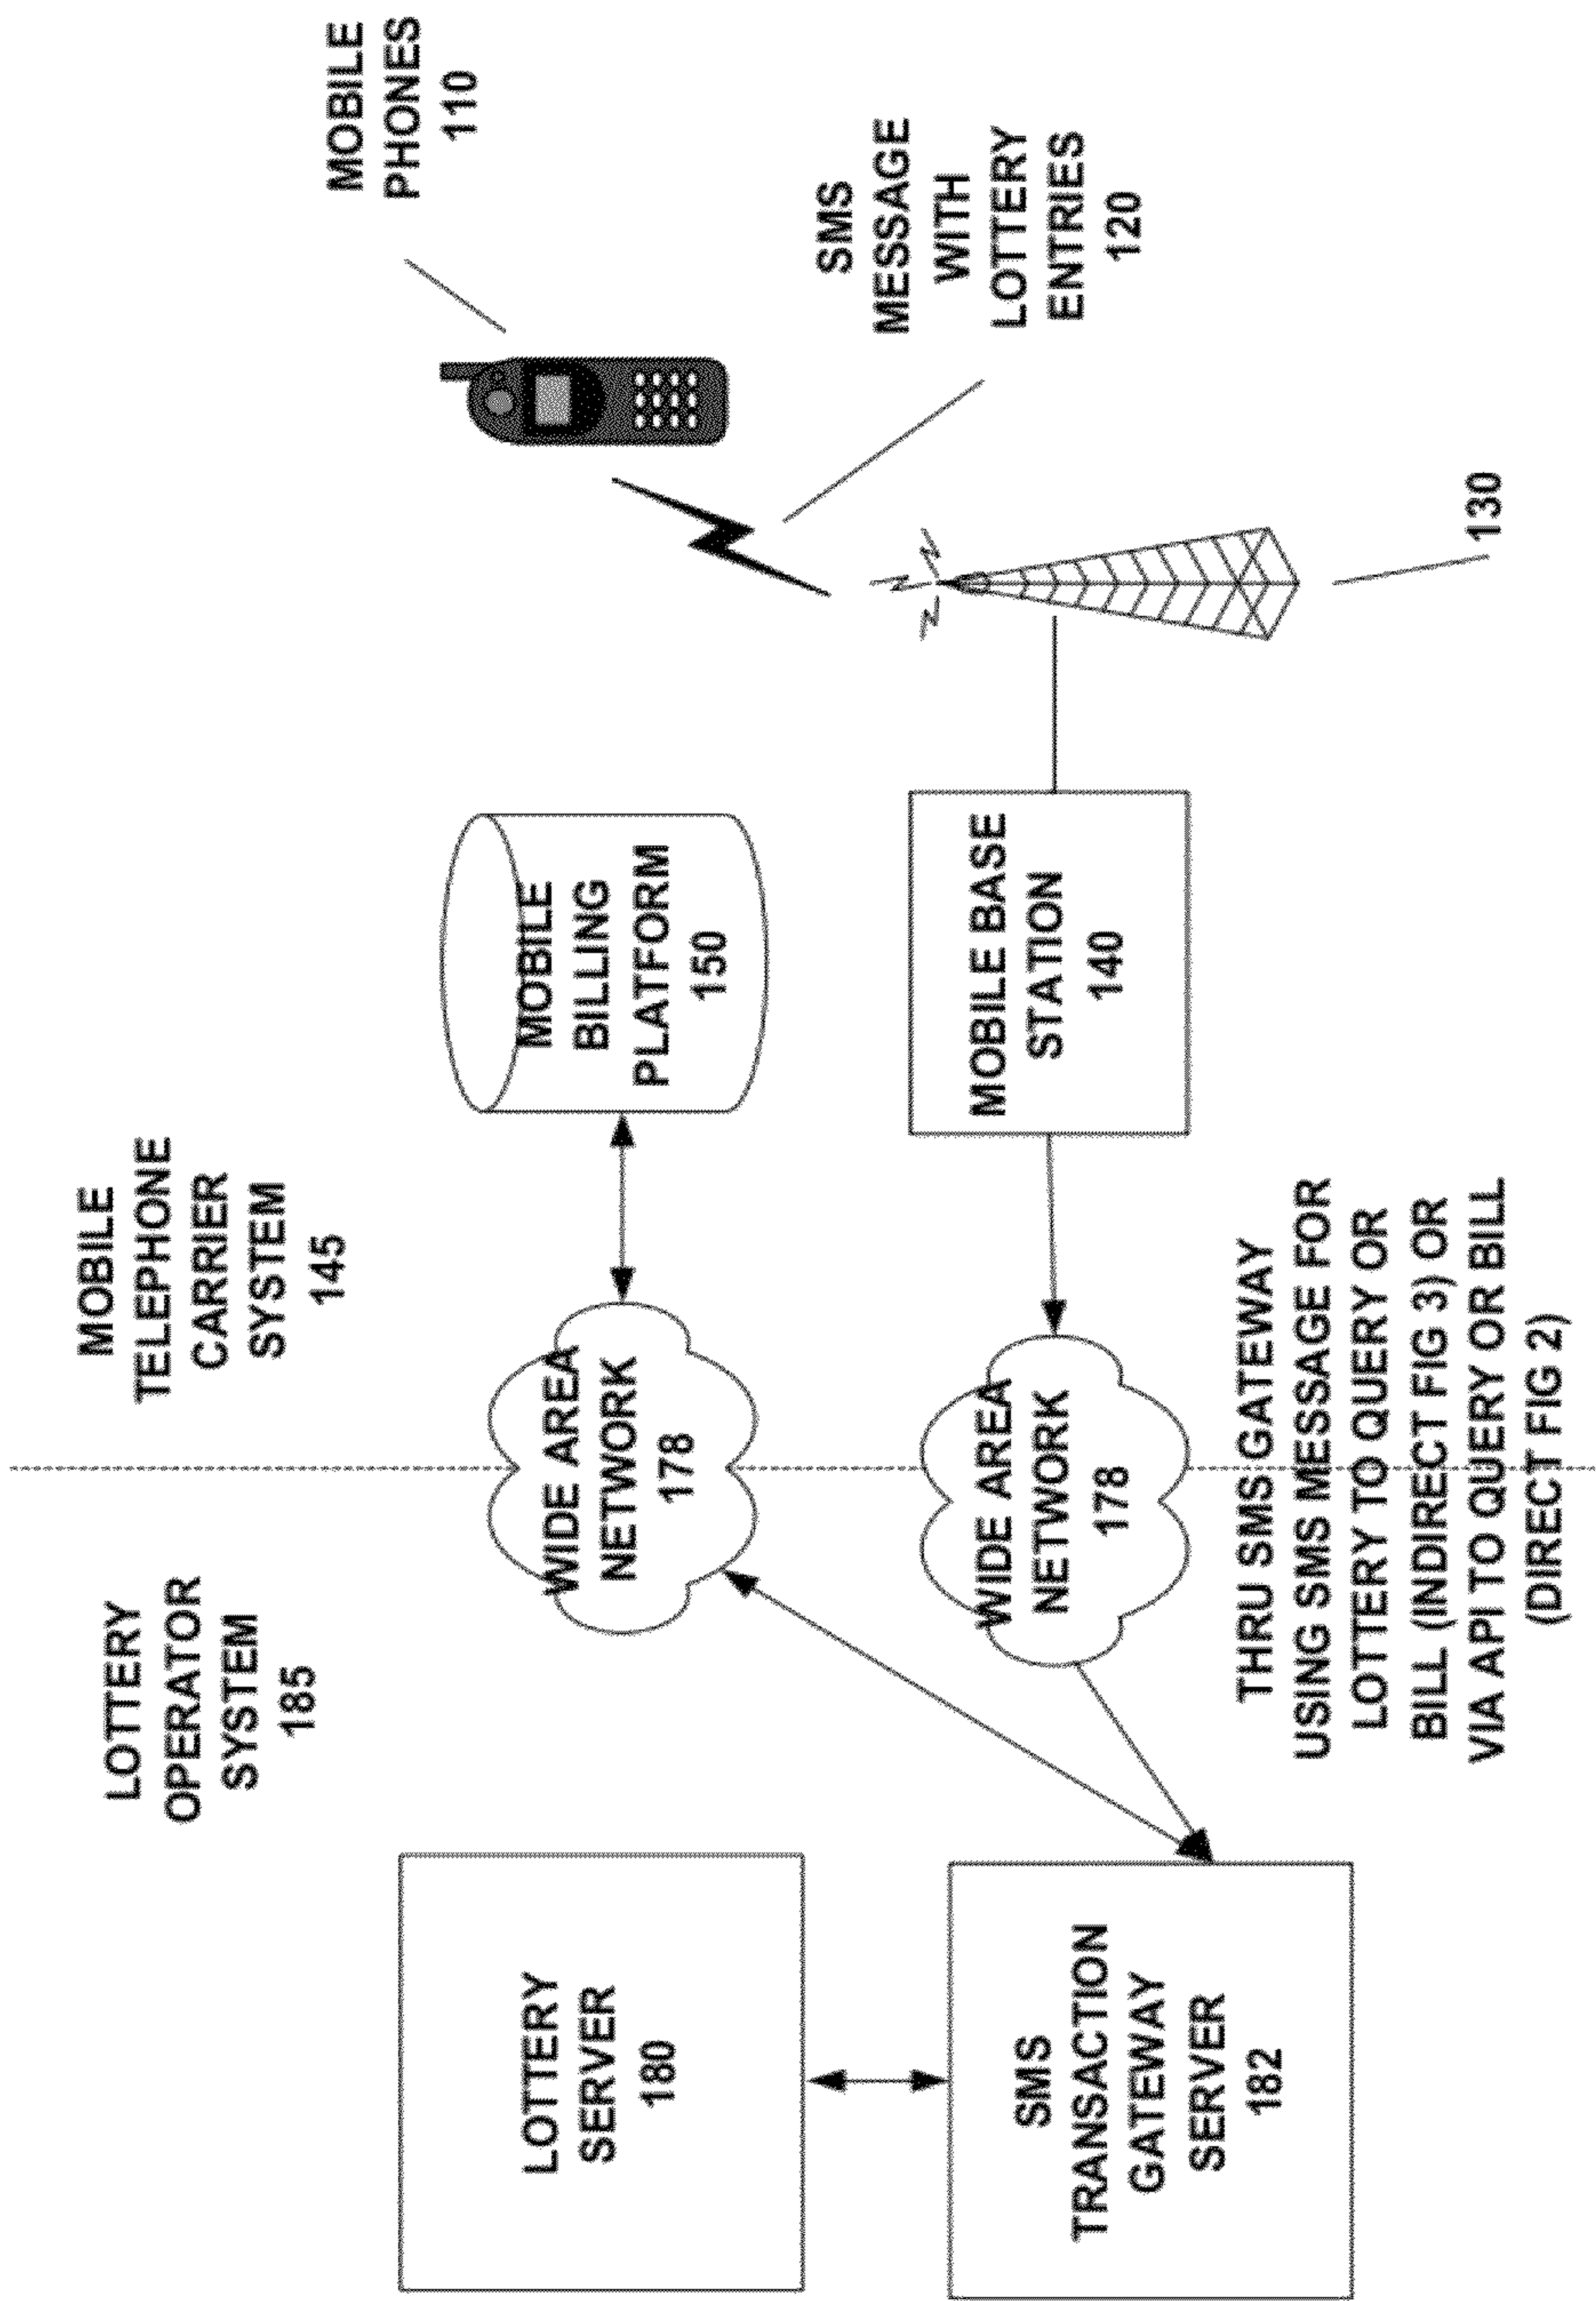 LOTTERY
OPERATOR
SYSTEM
185
MOBILE
TELEPHONE
CARRIER
SYSTEM
145
MOBILE
PHONES
110
LOTTERY
SERVER
180
WIDE AREA
NETWORK
178
MOBILE
BILLING
PLATFORM
150
SMS
MESSAGE
WITH
LOTTERY
ENTRIES
120
SMS
TRANSACTION
GATEWAY
SERVER
182
WIDE AREA
NETWORK
178
MOBILE BASE
STATION
140
130
THRU SMS GATEWAY
USING SMS MESSAGE FOR
LOTTERY TO QUERY OR
BILL (INDIRECT FIG 3) OR
VIA API TO QUERY OR BILL
(DIRECT FIG 2)